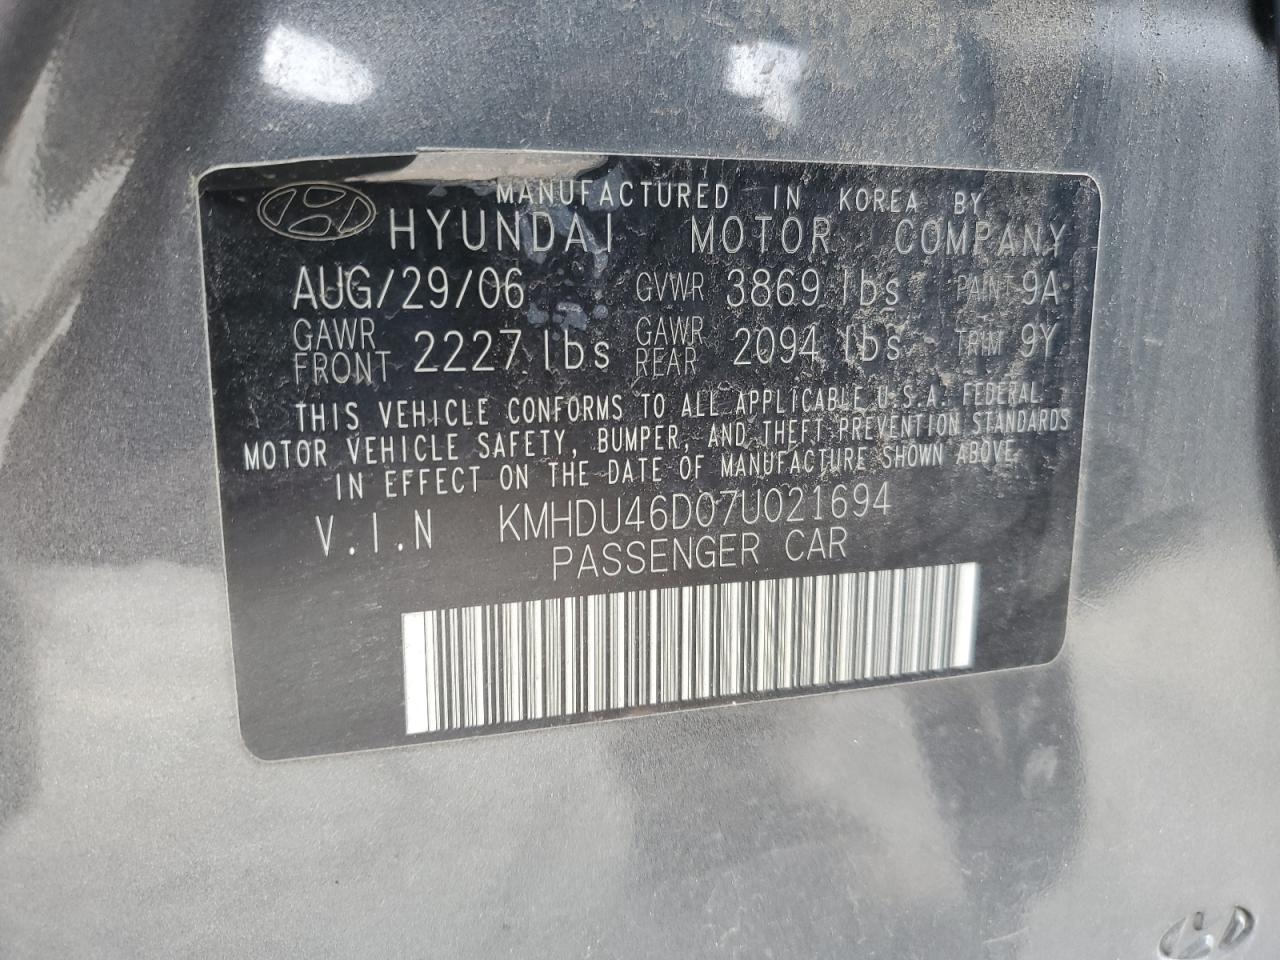 MANUFACTURED IN KOREA BY
HYUNDAI MOTOR COMPANY
AUG/29/06 GVWR 3869 lbs PAINT 9A
GAWR FRONT 2227 lbs GAWR REAR 2094 lbs TRIM 9Y
THIS VEHICLE CONFORMS TO ALL APPLICABLE U.S.A. FEDERAL
MOTOR VEHICLE SAFETY, BUMPER, AND THEFT PREVENTION STANDARDS
IN EFFECT ON THE DATE OF MANUFACTURE SHOWN ABOVE.
V.I.N KMHDU46D07U021694
PASSENGER CAR